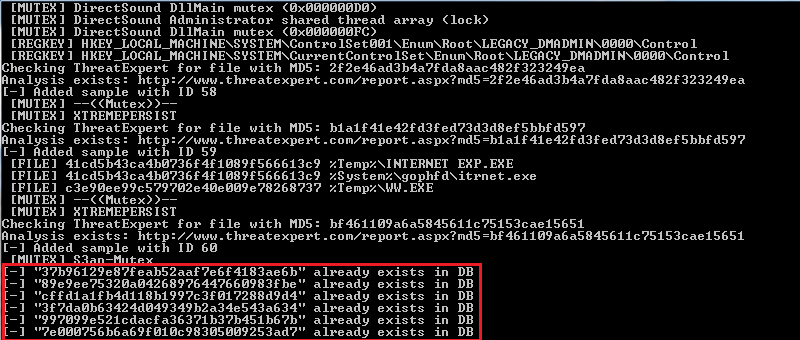 [MUTEX] DirectSound DllMain mutex (0x000000D0)
[MUTEX] DirectSound Administrator shared thread array (lock)
[MUTEX] DirectSound DllMain mutex (0x000000FC)
[REGKEY] HKEY_LOCAL_MACHINE\SYSTEM\ControlSet001\Enum\Root\LEGACY_DMADMIN\0000\Control
[REGKEY] HKEY_LOCAL_MACHINE\SYSTEM\CurrentControlSet\Enum\Root\LEGACY_DMADMIN\0000\Control
Checking ThreatExpert for file with MD5: 2f2e46ad3b4a7fda8aac482f323249ea
Analysis exists: http://www.threatexpert.com/report.aspx?md5=2f2e46ad3b4a7fda8aac482f323249ea
[-] Added sample with ID 58
[MUTEX] --((Mutex))--
[MUTEX] XTREMEPERSIST
Checking ThreatExpert for file with MD5: b1a1f41e42fd3fed73d3d8ef5bbfd597
Analysis exists: http://www.threatexpert.com/report.aspx?md5=b1a1f41e42fd3fed73d3d8ef5bbfd597
[-] Added sample with ID 59
[FILE] 41cd5b43ca4b0736f4f1089f566613c9 %Temp%\INTERNET EXP.EXE
[FILE] 41cd5b43ca4b0736f4f1089f566613c9 %System%\gophfd\itrnet.exe
[FILE] c3e90ee99c579702e40e009e78268737 %Temp%\WW.EXE
[MUTEX] --((Mutex))--
[MUTEX] XTREMEPERSIST
Checking ThreatExpert for file with MD5: bf461109a6a5845611c75153cae15651
Analysis exists: http://www.threatexpert.com/report.aspx?md5=bf461109a6a5845611c75153cae15651
[-] Added sample with ID 60
[MUTEX] S3an-Mutex
[-] "37b96129e87feab52aaf7e6f4183ae6b" already exists in DB
[-] "89e9ee75320a04268976447660983fbe" already exists in DB
[-] "cffd1a1fb4d118b1997c3f017288d9d4" already exists in DB
[-] "3f7da0b63424d049349b2a34e543a634" already exists in DB
[-] "997099e521cdacfa36371b37b451b67b" already exists in DB
[-] "7e000756b6a69f010c98305009253ad7" already exists in DB